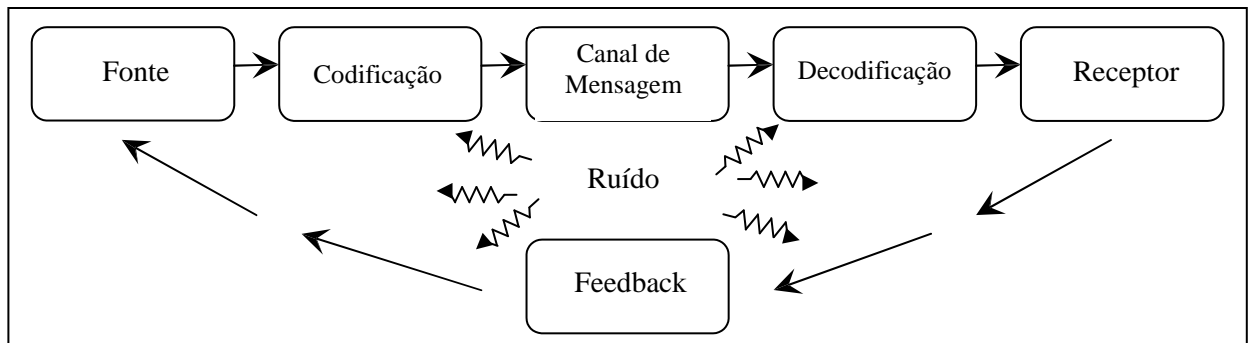 Fonte
Codificação
Canal de
Mensagem
Decodificação
Receptor
Ruído
Feedback